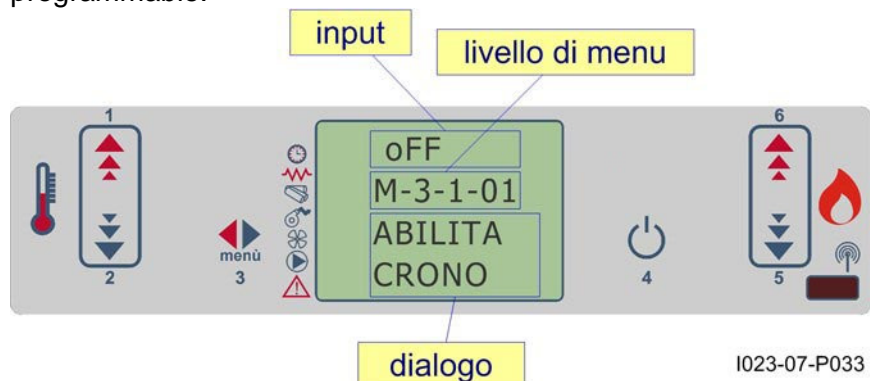 programmable.
input
livello di menu
1
6
oFF
M-3-1-01
ABILITA
CRONO
menù
2
3
4
5
dialogo
I023-07-P033